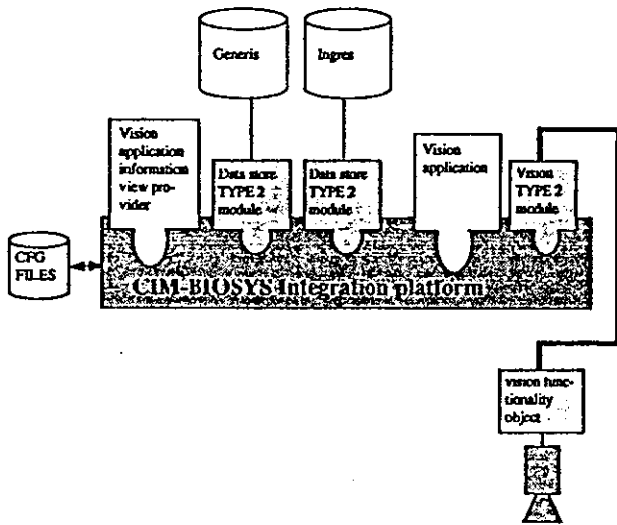 Generis
Ingres
Vision
application
information
view pro-
vider
Data store
TYPE 2
module
Data store
TYPE 2
module
Vision
application
Vision
TYPE 2
module
CFG
FILES
CIM-BIOSYS Integration platform
vision func-
tionality
object